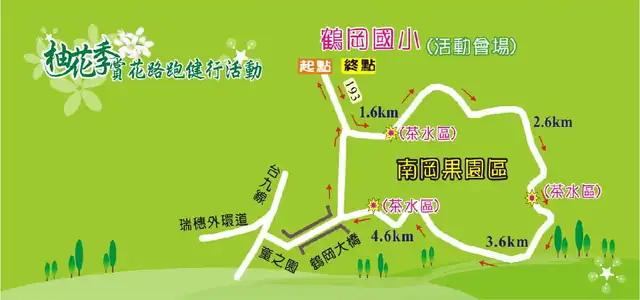 柚花季賞花路跑健行活動
鶴岡國小(活動會場)
起點 終點
193
1.6km
2.6km
(茶水區)
南岡果園區
(茶水區)
(茶水區)
4.6km
3.6km
台九線
瑞穗外環道
童之園
鶴岡大橋